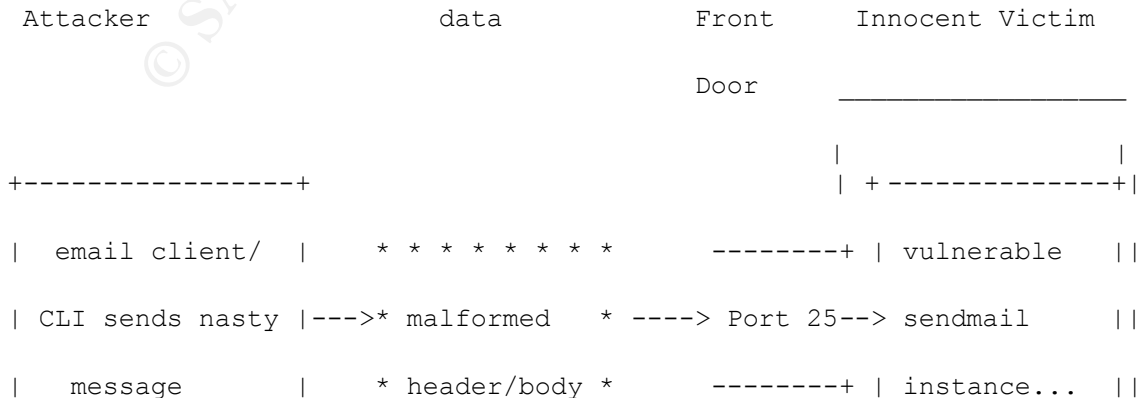 Attacker data Front Innocent Victim
Door __________________
| |
+-----------------+ | + --------------+|
| email client/ | * * * * * * * * --------+ | vulnerable ||
| CLI sends nasty |--->* malformed * ----> Port 25--> sendmail ||
| message | * header/body * --------+ | instance... ||